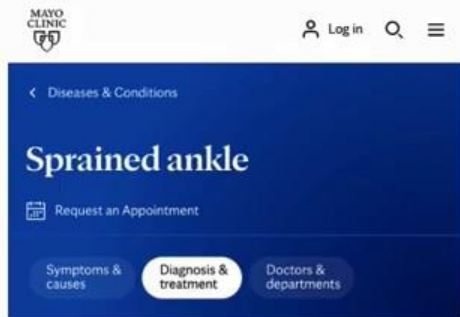 MAYO
CLINIC
Log in
Diseases & Conditions
Sprained ankle
Request an Appointment
Symptoms &
causes
Diagnosis &
treatment
Doctors &
departments